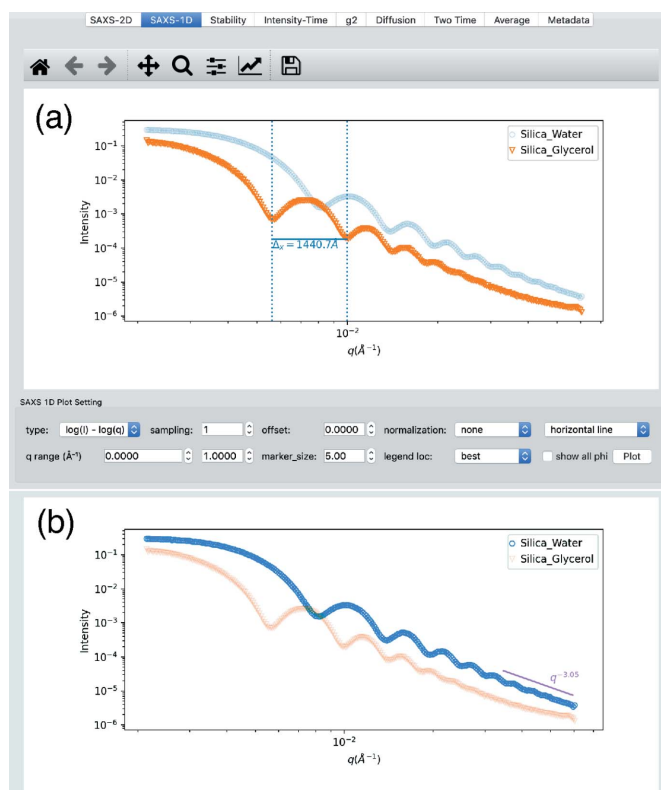 SAXS-2D SAXS-1D Stability Intensity-Time g2 Diffusion Two Time Average Metadata
(a)
Silica_Water
Silica_Glycerol
10⁻¹
10⁻²
10⁻³
10⁻⁴
10⁻⁵
10⁻⁶
Intensity
Δₓ = 1440.7Å
10⁻²
q(Å⁻¹)
SAXS 1D Plot Setting
type: log(I) - log(q) sampling: 1 offset: 0.0000 normalization: none horizontal line
q range (Å⁻¹) 0.0000 1.0000 marker_size: 5.00 legend loc: best show all phi Plot
(b)
Silica_Water
Silica_Glycerol
10⁻¹
10⁻²
10⁻³
10⁻⁴
10⁻⁵
10⁻⁶
Intensity
q⁻³·⁰⁵
10⁻²
q(Å⁻¹)